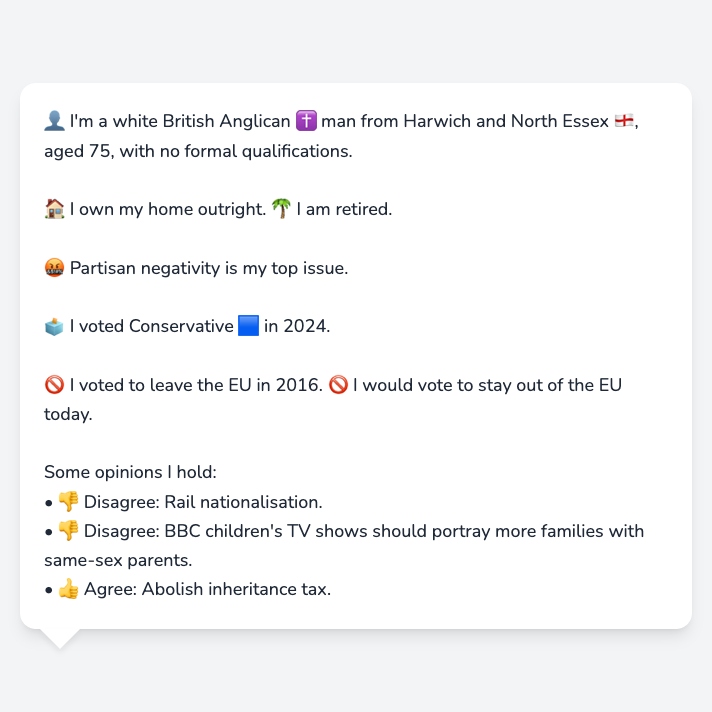 👤 I'm a white British Anglican ✝️ man from Harwich and North Essex 🏴󠁧󠁢󠁥󠁮󠁧󠁿,
aged 75, with no formal qualifications.
🏠 I own my home outright. 🌴 I am retired.
🤬 Partisan negativity is my top issue.
🗳️ I voted Conservative 🟦 in 2024.
🚫 I voted to leave the EU in 2016. 🚫 I would vote to stay out of the EU
today.
Some opinions I hold:
• 👎 Disagree: Rail nationalisation.
• 👎 Disagree: BBC children's TV shows should portray more families with
same-sex parents.
• 👍 Agree: Abolish inheritance tax.